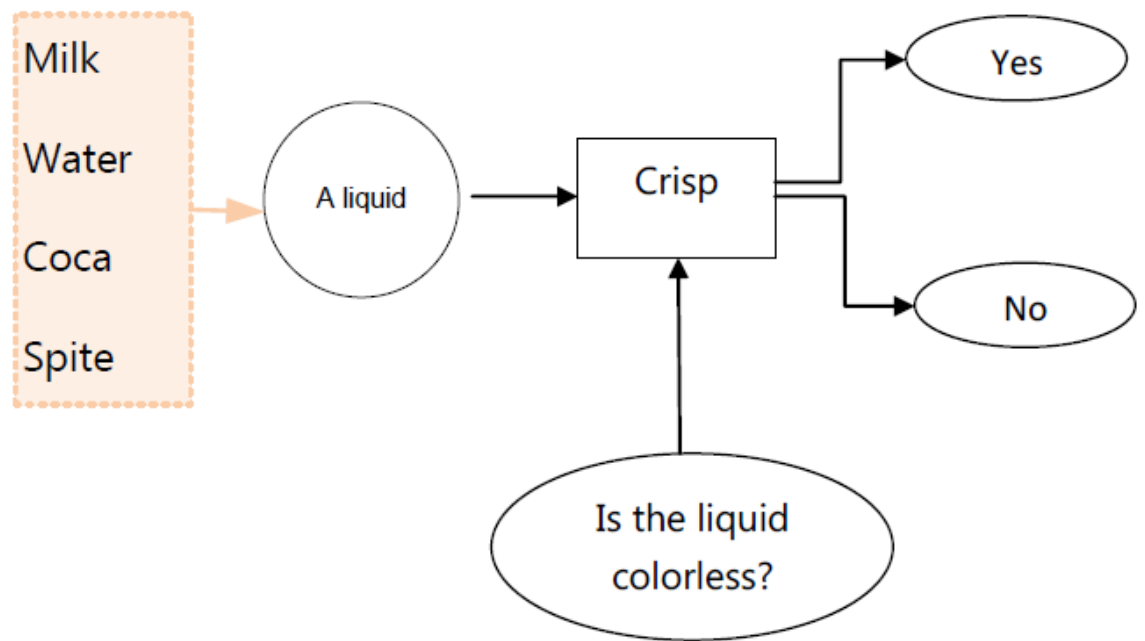 Milk
Water
Coca
Spite
A liquid
Crisp
Yes
No
Is the liquid
colorless?